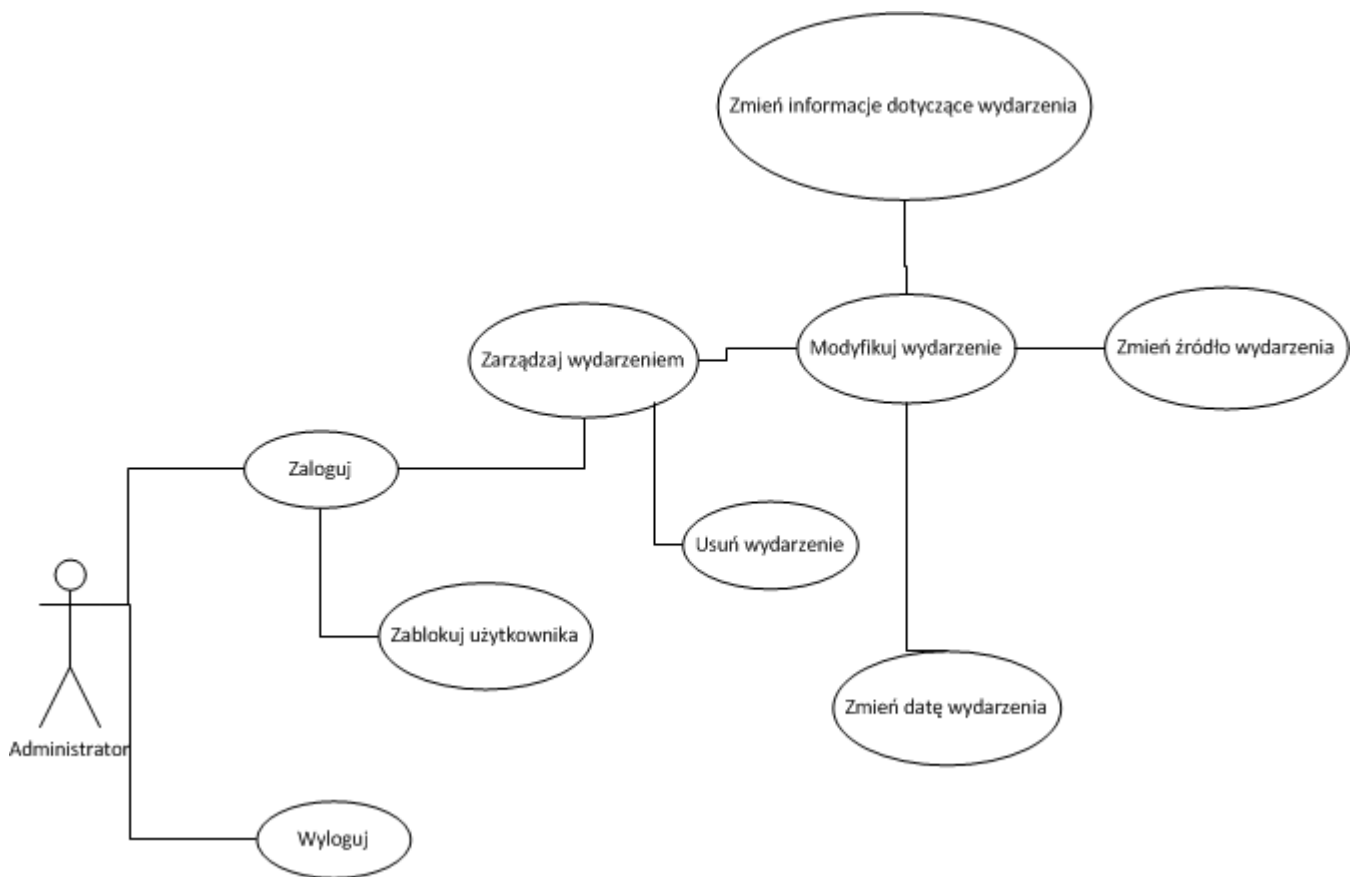 Zmień informacje dotyczące wydarzenia
Zarządzaj wydarzeniem
Modyfikuj wydarzenie
Zmień źródło wydarzenia
Zaloguj
Usuń wydarzenie
Zablokuj użytkownika
Zmień datę wydarzenia
Administrator
Wyloguj